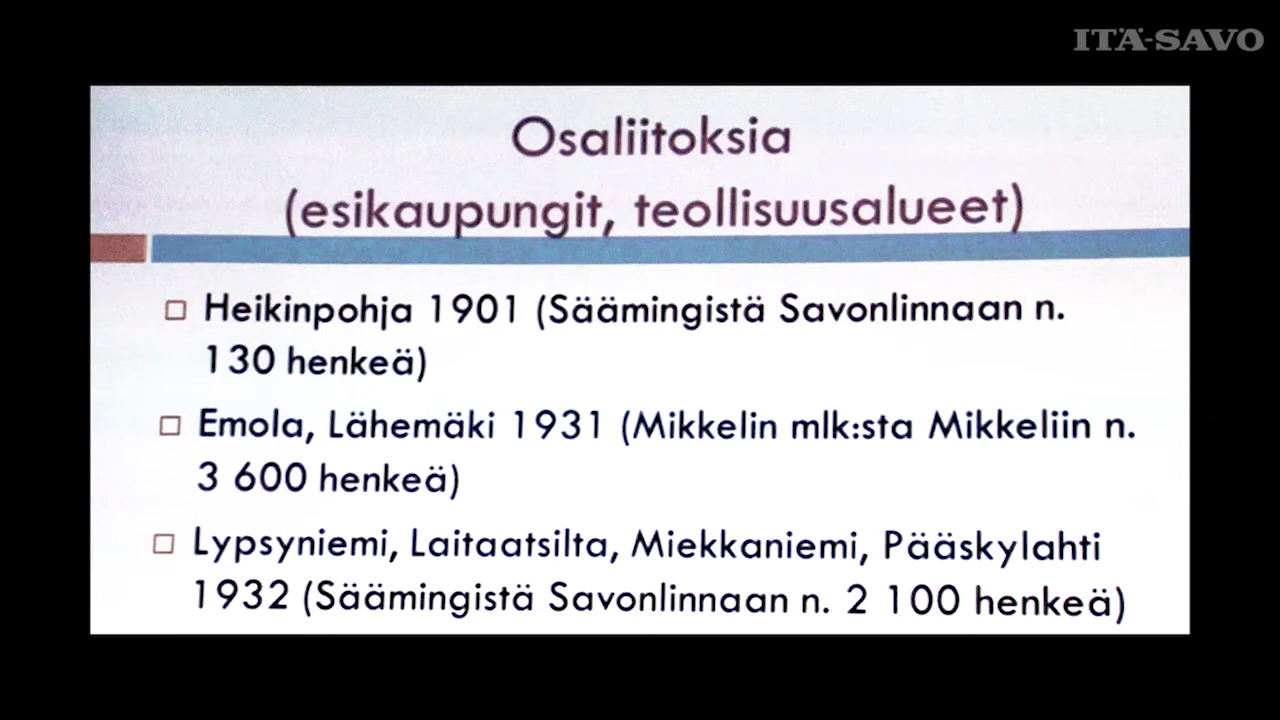 ITÄ-SAVO
Osaliitoksia
(esikaupungit, teollisuusalueet)
Heikinpohja 1901 (Säämingistä Savonlinnaan n.
130 henkeä)
Emola, Lähemäki 1931 (Mikkelin mlk:sta Mikkeliin n.
3 600 henkeä)
Lypsyniemi, Laitaatsilta, Miekkaniemi, Pääskylahti
1932 (Säämingistä Savonlinnaan n. 2 100 henkeä)